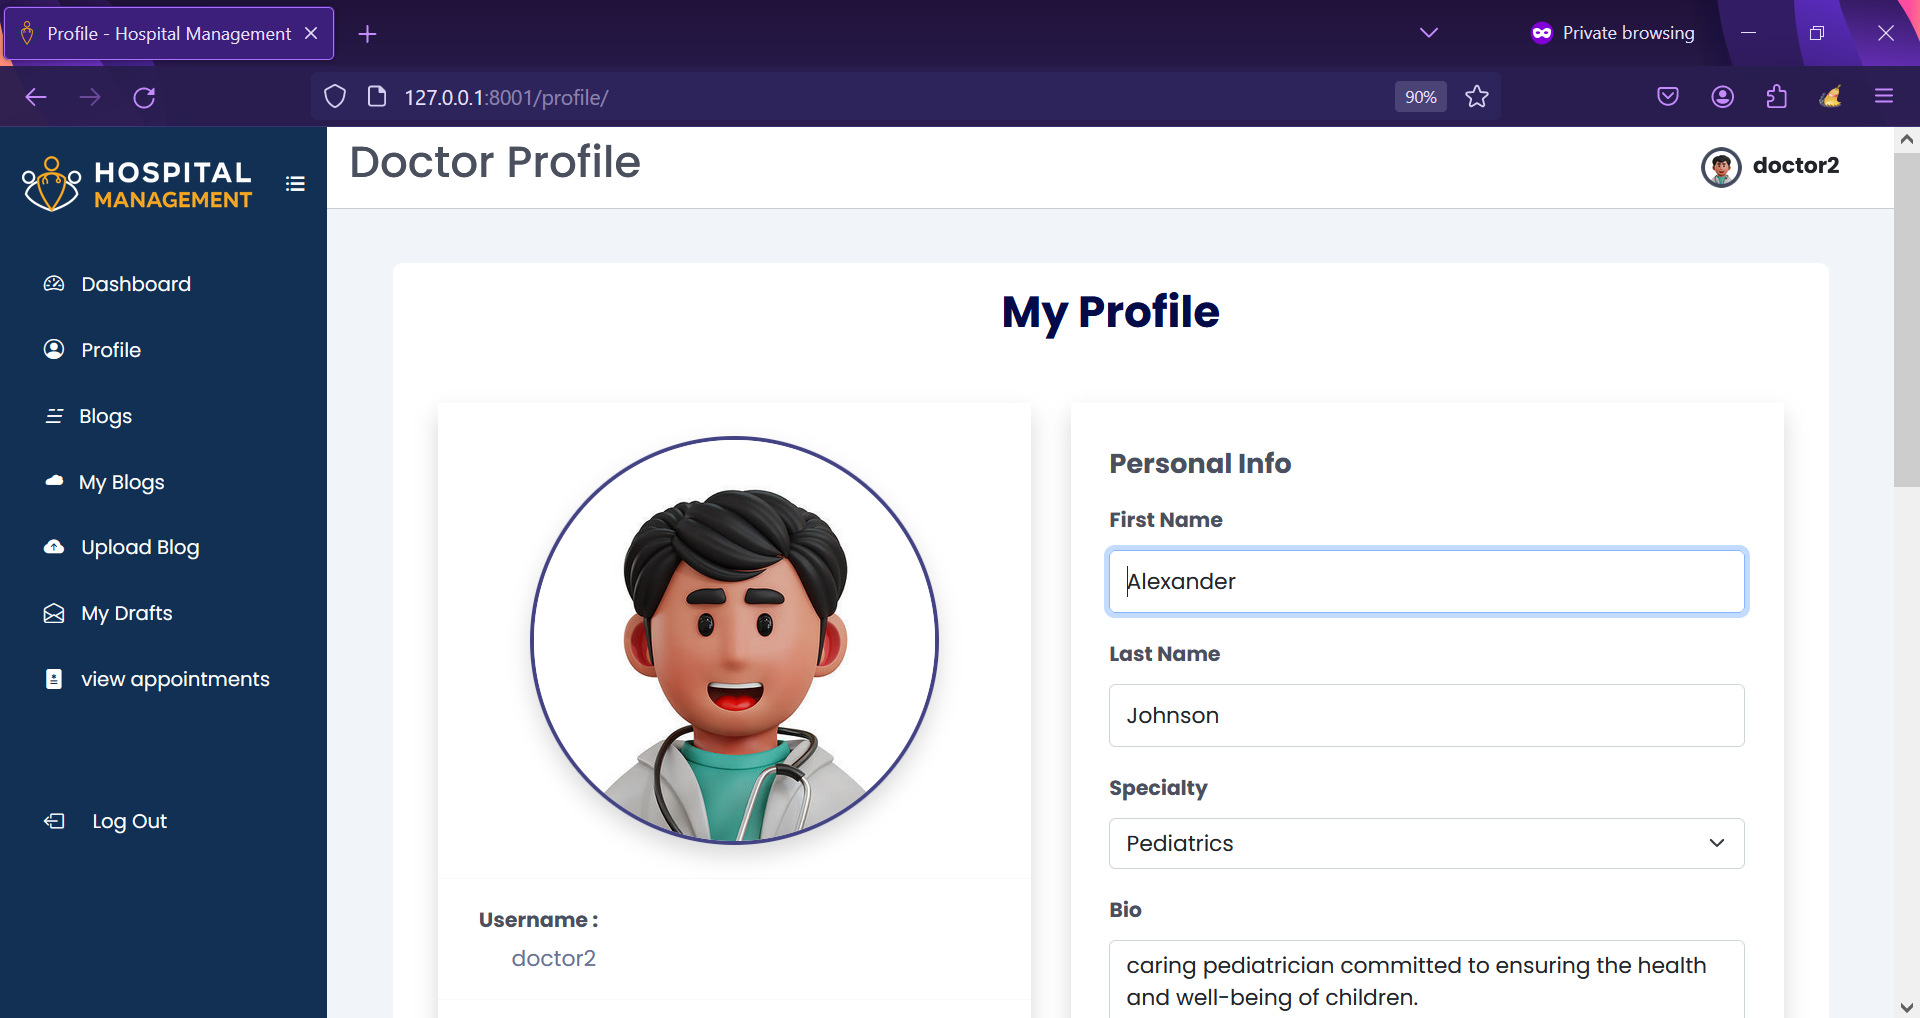 Profile - Hospital Management
Private browsing
127.0.0.1:8001/profile/
90%
HOSPITAL
MANAGEMENT
Dashboard
Profile
Blogs
My Blogs
Upload Blog
My Drafts
view appointments
Log Out
Doctor Profile
doctor2
My Profile
Username :
doctor2
Personal Info
First Name
Alexander
Last Name
Johnson
Specialty
Pediatrics
Bio
caring pediatrician committed to ensuring the health
and well-being of children.